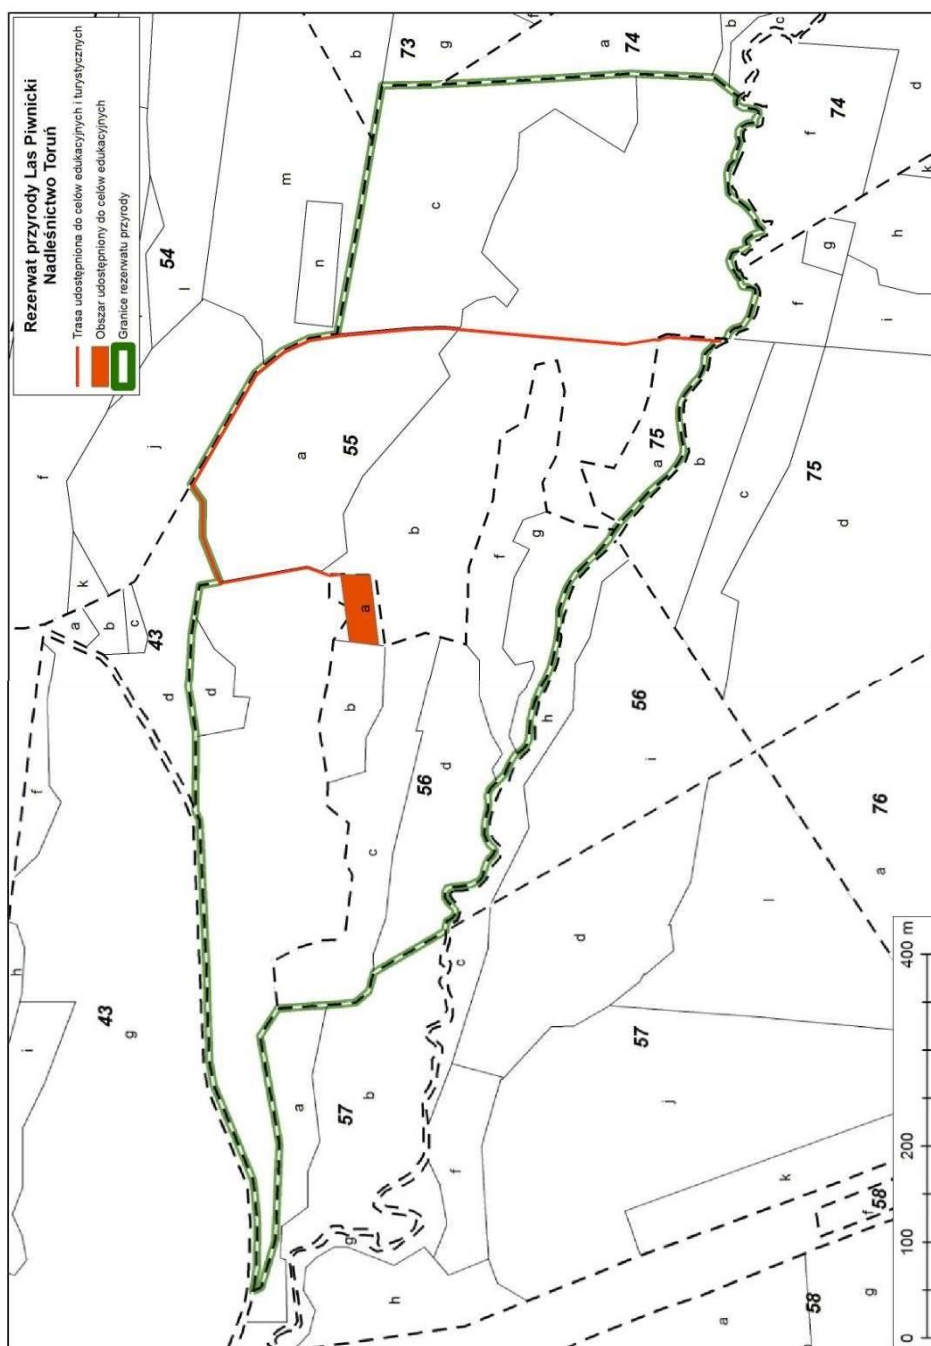 Rezerwat przyrody Las Piwnicki
Nadleśnictwo Toruń
Trasa udostępniona do celów edukacyjnych i turystycznych
Obszar udostępniony do celów edukacyjnych
Granice rezerwatu przyrody
h
i
f
f
a
k
43
b
g
c
43
j
d
54
l
d
m
a
a
n
57
b
55
g
b
a
b
c
h
73
b
56
c
d
g
f
c
f
f
g
h
d
a
74
57
56
i
a
75
j
b
a
b
c
l
c
k
f
58
75
f
g
74
d
f
g
58
76
a
i
h
d
k
0 100 200 400 m